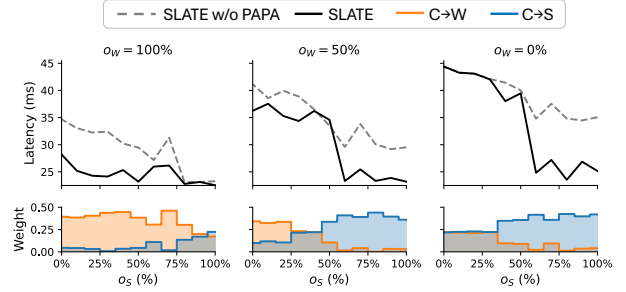 SLATE w/o PAPA SLATE C→W C→S
o_W = 100% o_W = 50% o_W = 0%
Latency (ms)
45
40
35
30
25
Weight
0.50
0.25
0.00
0% 25% 50% 75% 100% 0% 25% 50% 75% 100% 0% 25% 50% 75% 100%
o_S (%) o_S (%) o_S (%)